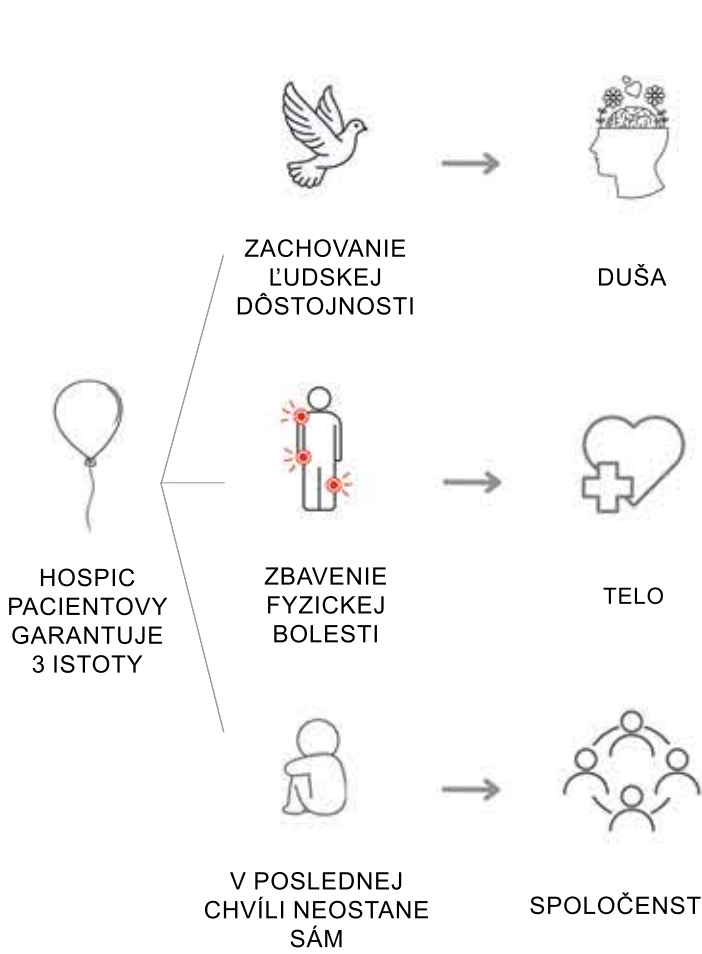 ZACHOVANIE
ĽUDSKEJ
DÔSTOJNOSTI
DUŠA
HOSPIC
PACIENTOVY
GARANTUJE
3 ISTOTY
ZBAVENIE
FYZICKEJ
BOLESTI
TELO
V POSLEDNEJ
CHVÍLI NEOSTANE
SÁM
SPOLOČENST